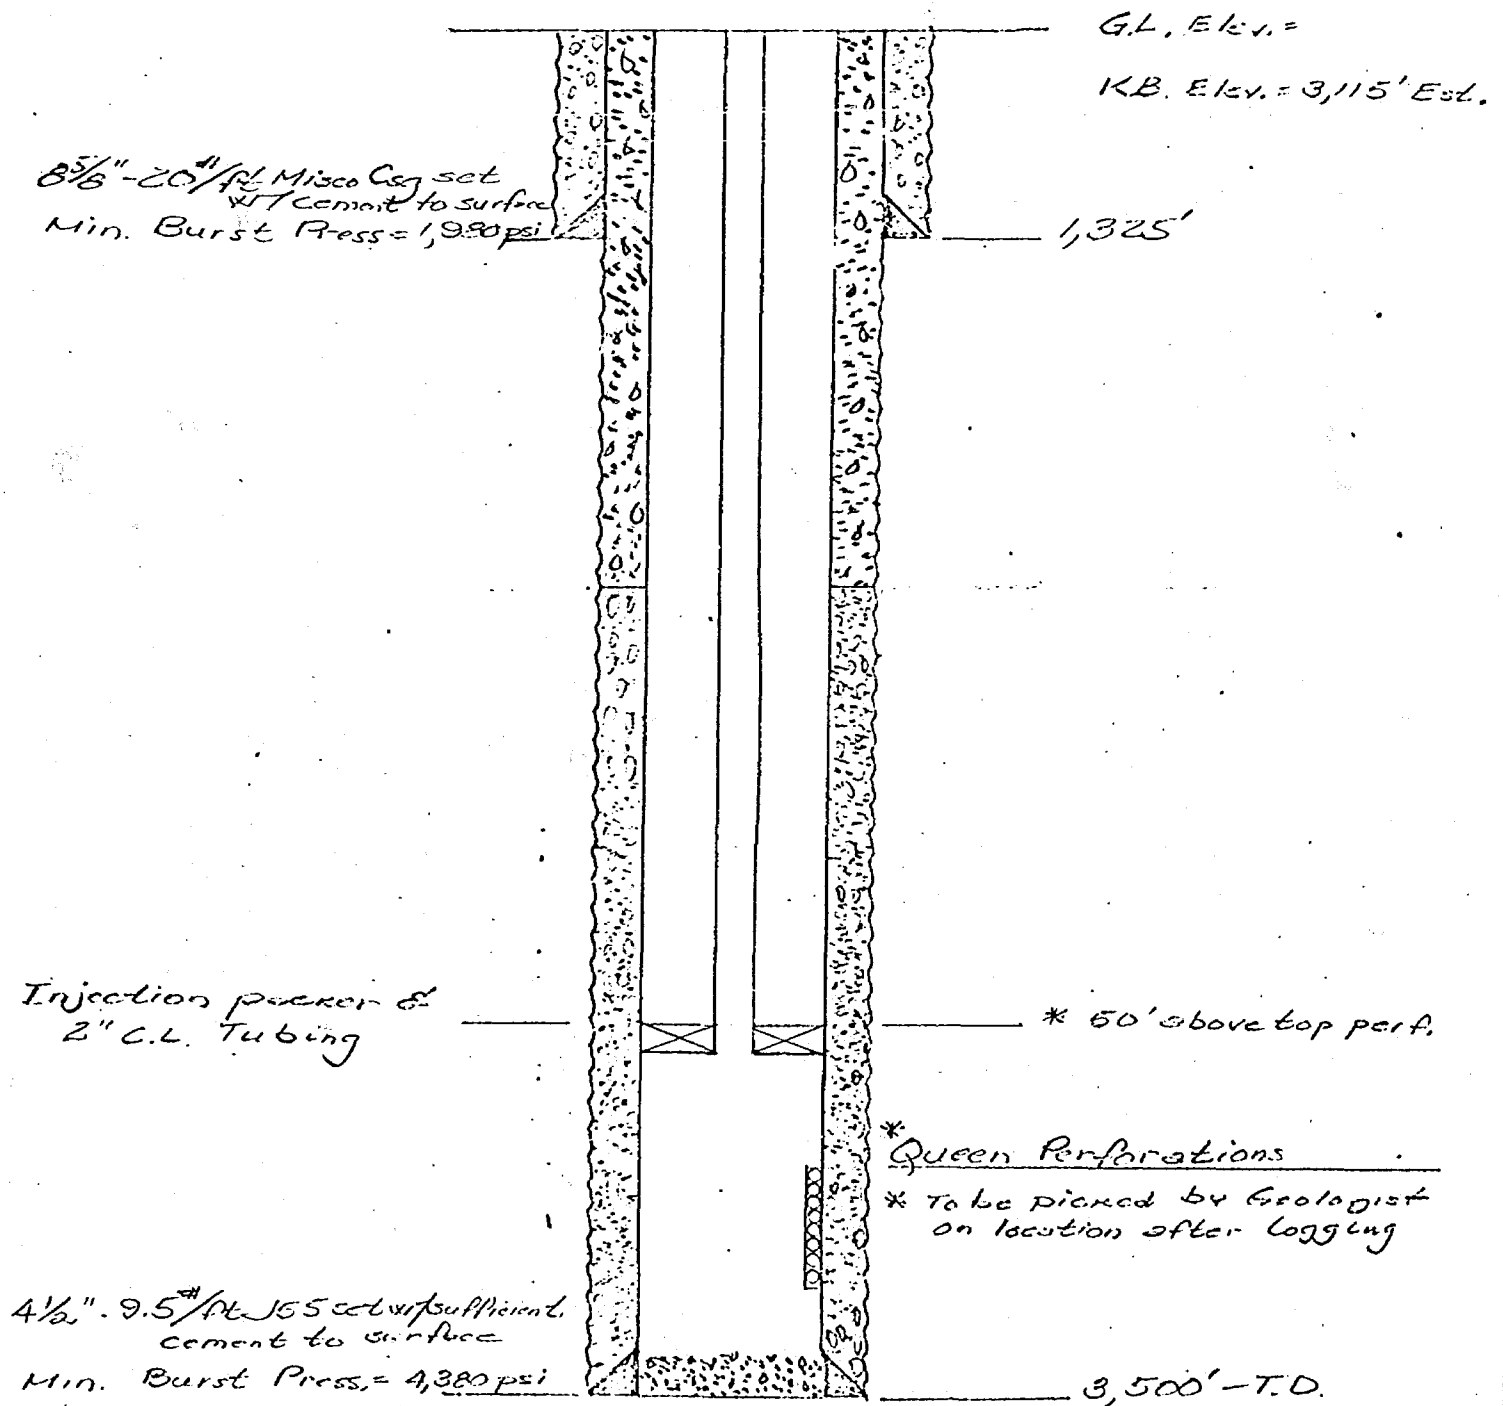 G.L. Elev. =
K.B. Elev. = 3,115' Est.
8 5/8" - 20#/ft Misco Csg set
w/ cement to surface
Min. Burst Press = 1,980 psi
1,325'
Injection packer &
2" C.L. Tubing
* 50' above top perf.
*
Queen Perforations
* To be picked by Geologist
on location after logging
4 1/2" - 9.5#/ft J55 set w/ sufficient
cement to surface
Min. Burst Press. = 4,380 psi
3,500' - T.D.